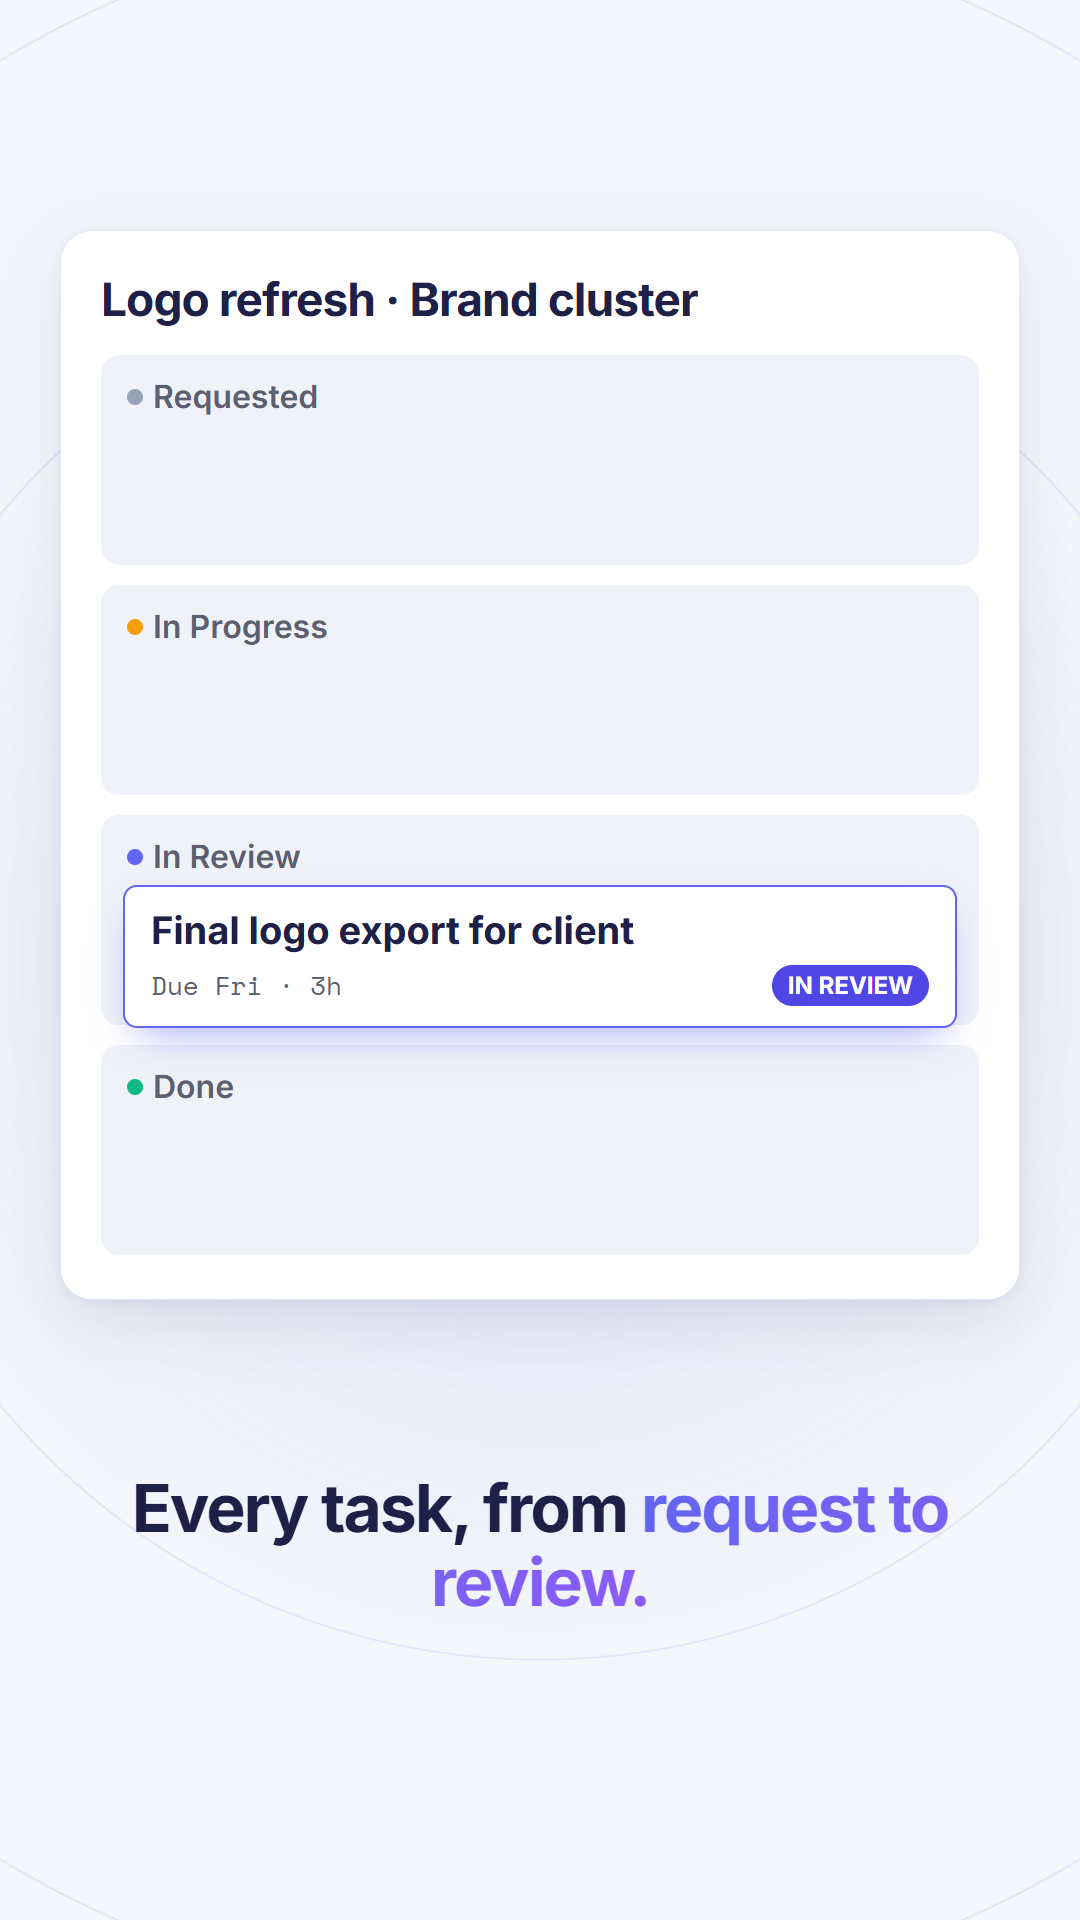 Logo refresh · Brand cluster
Requested
In Progress
In Review
Final logo export for client
Due Fri · 3h
IN REVIEW
Done
Every task, from request to
review.